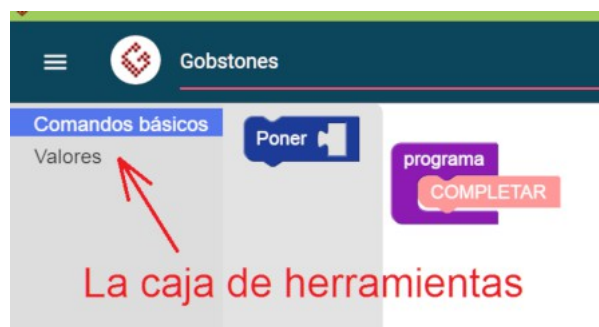 Gobstones
Comandos básicos
Valores
Poner
programa
COMPLETAR
La caja de herramientas